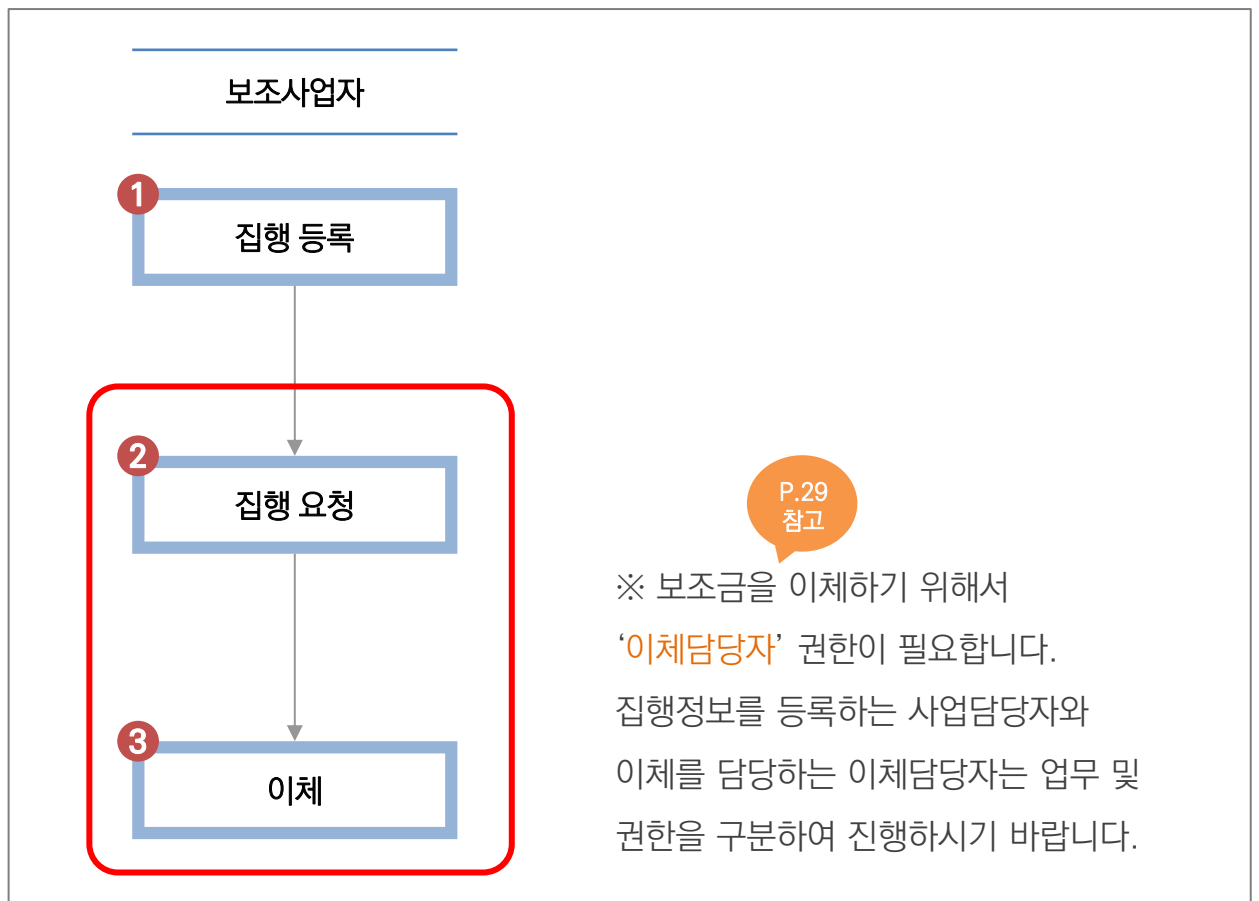 보조사업자
1
집행 등록
2
집행 요청
3
이체
P.29
참고
※ 보조금을 이체하기 위해서
‘이체담당자’ 권한이 필요합니다.
집행정보를 등록하는 사업담당자와
이체를 담당하는 이체담당자는 업무 및
권한을 구분하여 진행하시기 바랍니다.